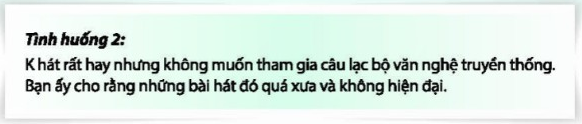 Tình huống 2:
K hát rất hay nhưng không muốn tham gia câu lạc bộ văn nghệ truyền thống.
Bạn ấy cho rằng những bài hát đó quá xưa và không hiện đại.